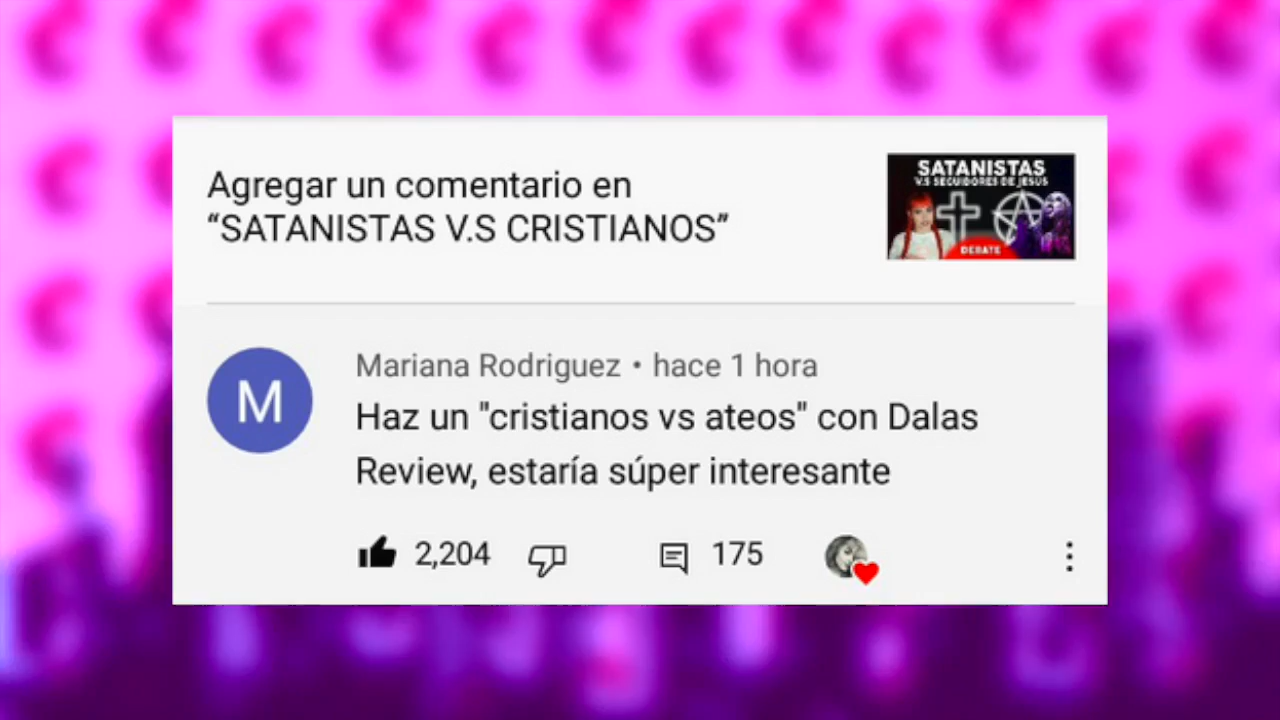 Agregar un comentario en
“SATANISTAS V.S CRISTIANOS”
SATANISTAS
V.S SEGUIDORES DE JESÚS
DEBATE
M
Mariana Rodriguez • hace 1 hora
Haz un "cristianos vs ateos" con Dalas
Review, estaría súper interesante
2,204
175